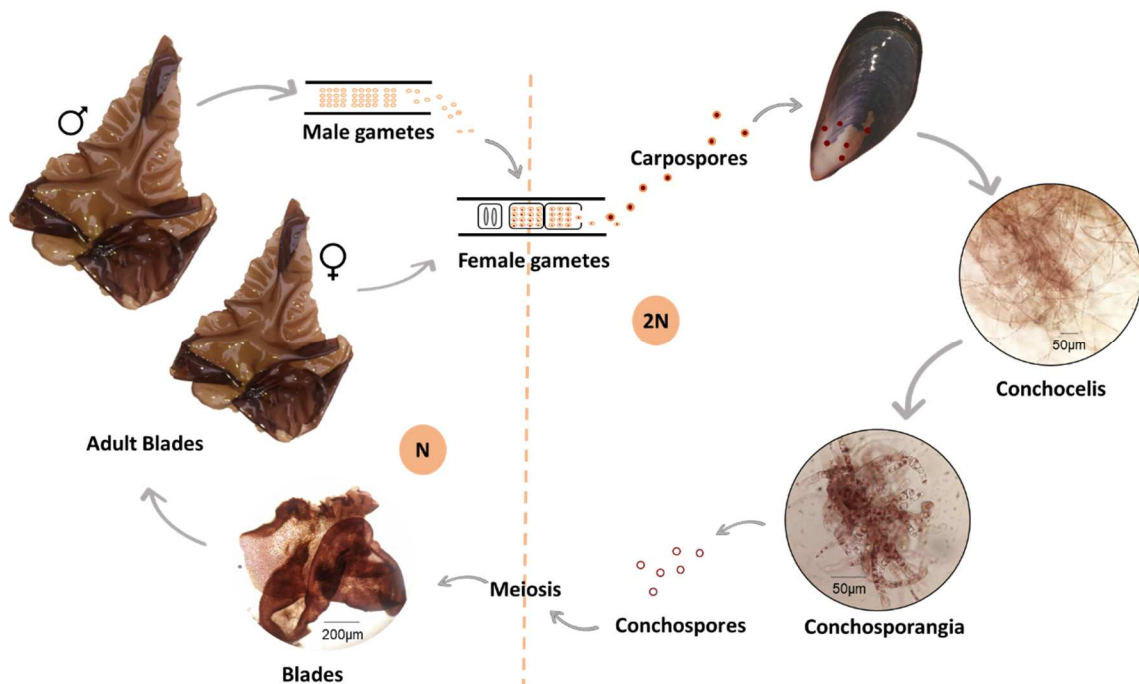 ♂
Male gametes
Carpospores
♀
Female gametes
2N
50µm
Conchocelis
Adult Blades
N
50µm
Meiosis
Conchospores
Conchosporangia
200µm
Blades